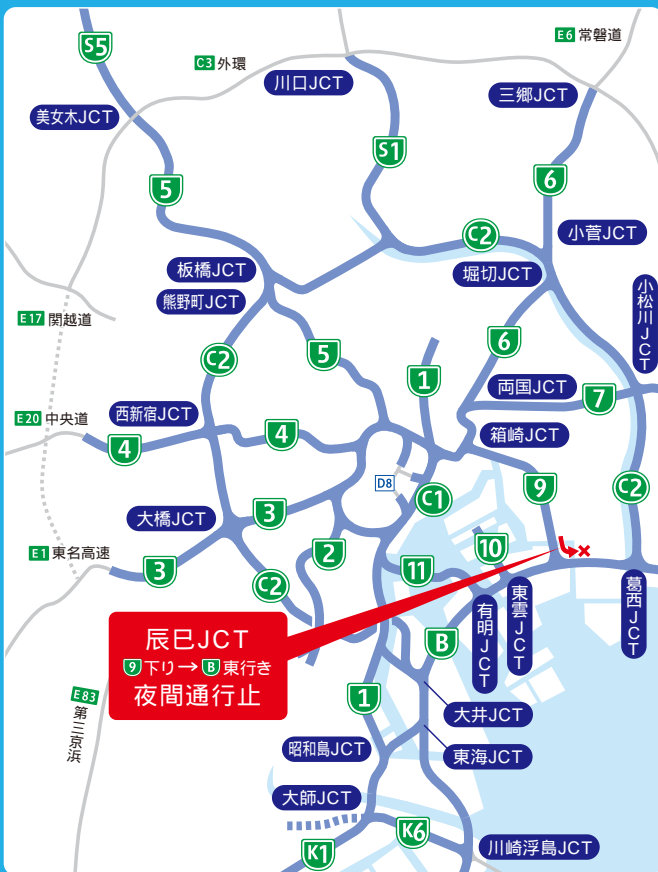 S5
E6 常磐道
C3 外環
川口JCT
三郷JCT
美女木JCT
S1
5
6
C2
小菅JCT
板橋JCT
堀切JCT
熊野町JCT
小松川JCT
E17 関越道
C2
5
6
1
両国JCT
7
西新宿JCT
E20 中央道
4
4
箱崎JCT
D8
C1
9
C2
大橋JCT
3
E1 東名高速
3
2
10
11
C2
有明JCT
東雲JCT
葛西JCT
辰巳JCT
9 下り→ B 東行き
夜間通行止
B
E83
第三京浜
1
大井JCT
昭和島JCT
東海JCT
大師JCT
K6
K1
川崎浮島JCT